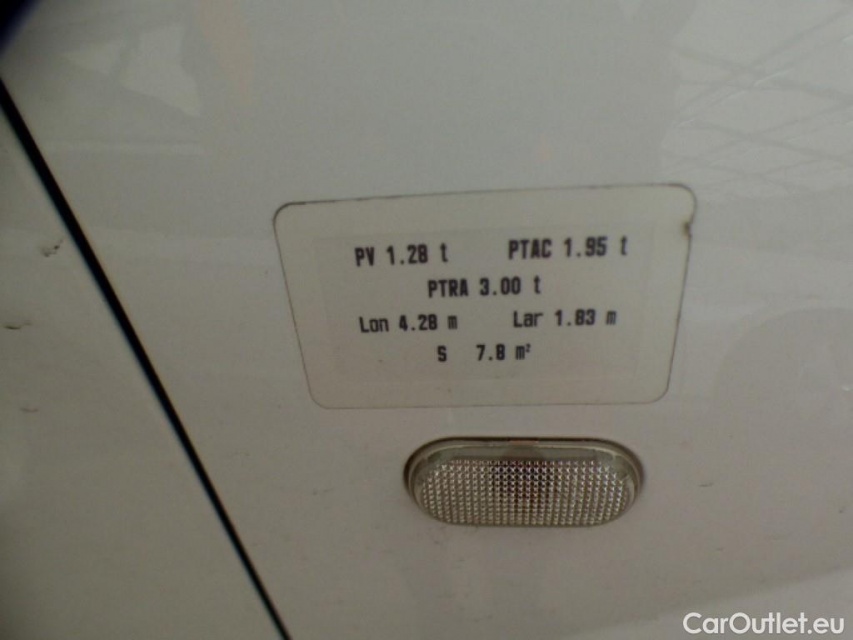 PV 1.28 t PTAC 1.95 t
PTRA 3.00 t
Lon 4.28 m Lar 1.83 m
S 7.8 m²
CarOutlet.eu